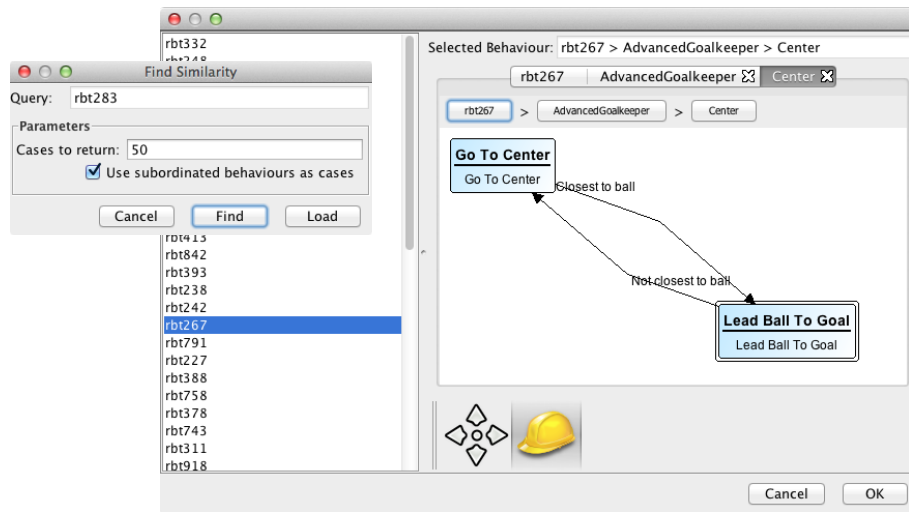 rbt332
rbt248
Find Similarity
Query: rbt283
Parameters
Cases to return: 50
Use subordinated behaviours as cases
Cancel Find Load
rbt413
rbt842
rbt393
rbt238
rbt242
rbt267
rbt791
rbt227
rbt388
rbt758
rbt378
rbt743
rbt311
rbt918
Selected Behaviour: rbt267 > AdvancedGoalkeeper > Center
rbt267 AdvancedGoalkeeper Center
rbt267 > AdvancedGoalkeeper > Center
Go To Center
Go To Center
Closest to ball
Not closest to ball
Lead Ball To Goal
Lead Ball To Goal
Cancel OK